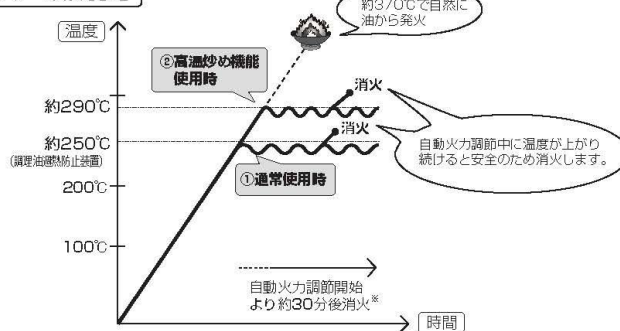 約370℃で自然に
油から発火
温度
②高温炒め機能
使用時
消火
約290℃
消火
約250℃
(調理油過熱防止装置)
自動火力調節中に温度が上がり
続けると安全のため消火します。
①通常使用時
200℃
100℃
自動火力調節開始
より約30分後消火※
時間